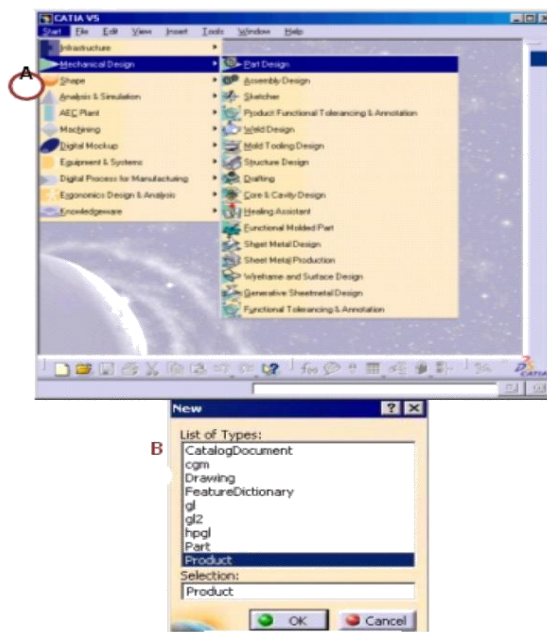 CATIA V5
Start File Edit View Insert Tools Window Help
A
Infrastructure
Mechanical Design
Shape
Analysis & Simulation
AEC Plant
Machining
Digital Mockup
Equipment & Systems
Digital Process for Manufacturing
Ergonomics Design & Analysis
Knowledgeware
Part Design
Assembly Design
Sketcher
Product Functional Tolerancing & Annotation
Weld Design
Mold Tooling Design
Structure Design
Drafting
Core & Cavity Design
Healing Assistant
Functional Molded Part
Sheet Metal Design
Sheet Metal Production
Wireframe and Surface Design
Generative Sheetmetal Design
Functional Tolerancing & Annotation
CATIA
New
B
List of Types:
CatalogDocument
cgm
Drawing
FeatureDictionary
gl
gl2
hpgl
Part
Product
Selection:
Product
OK Cancel